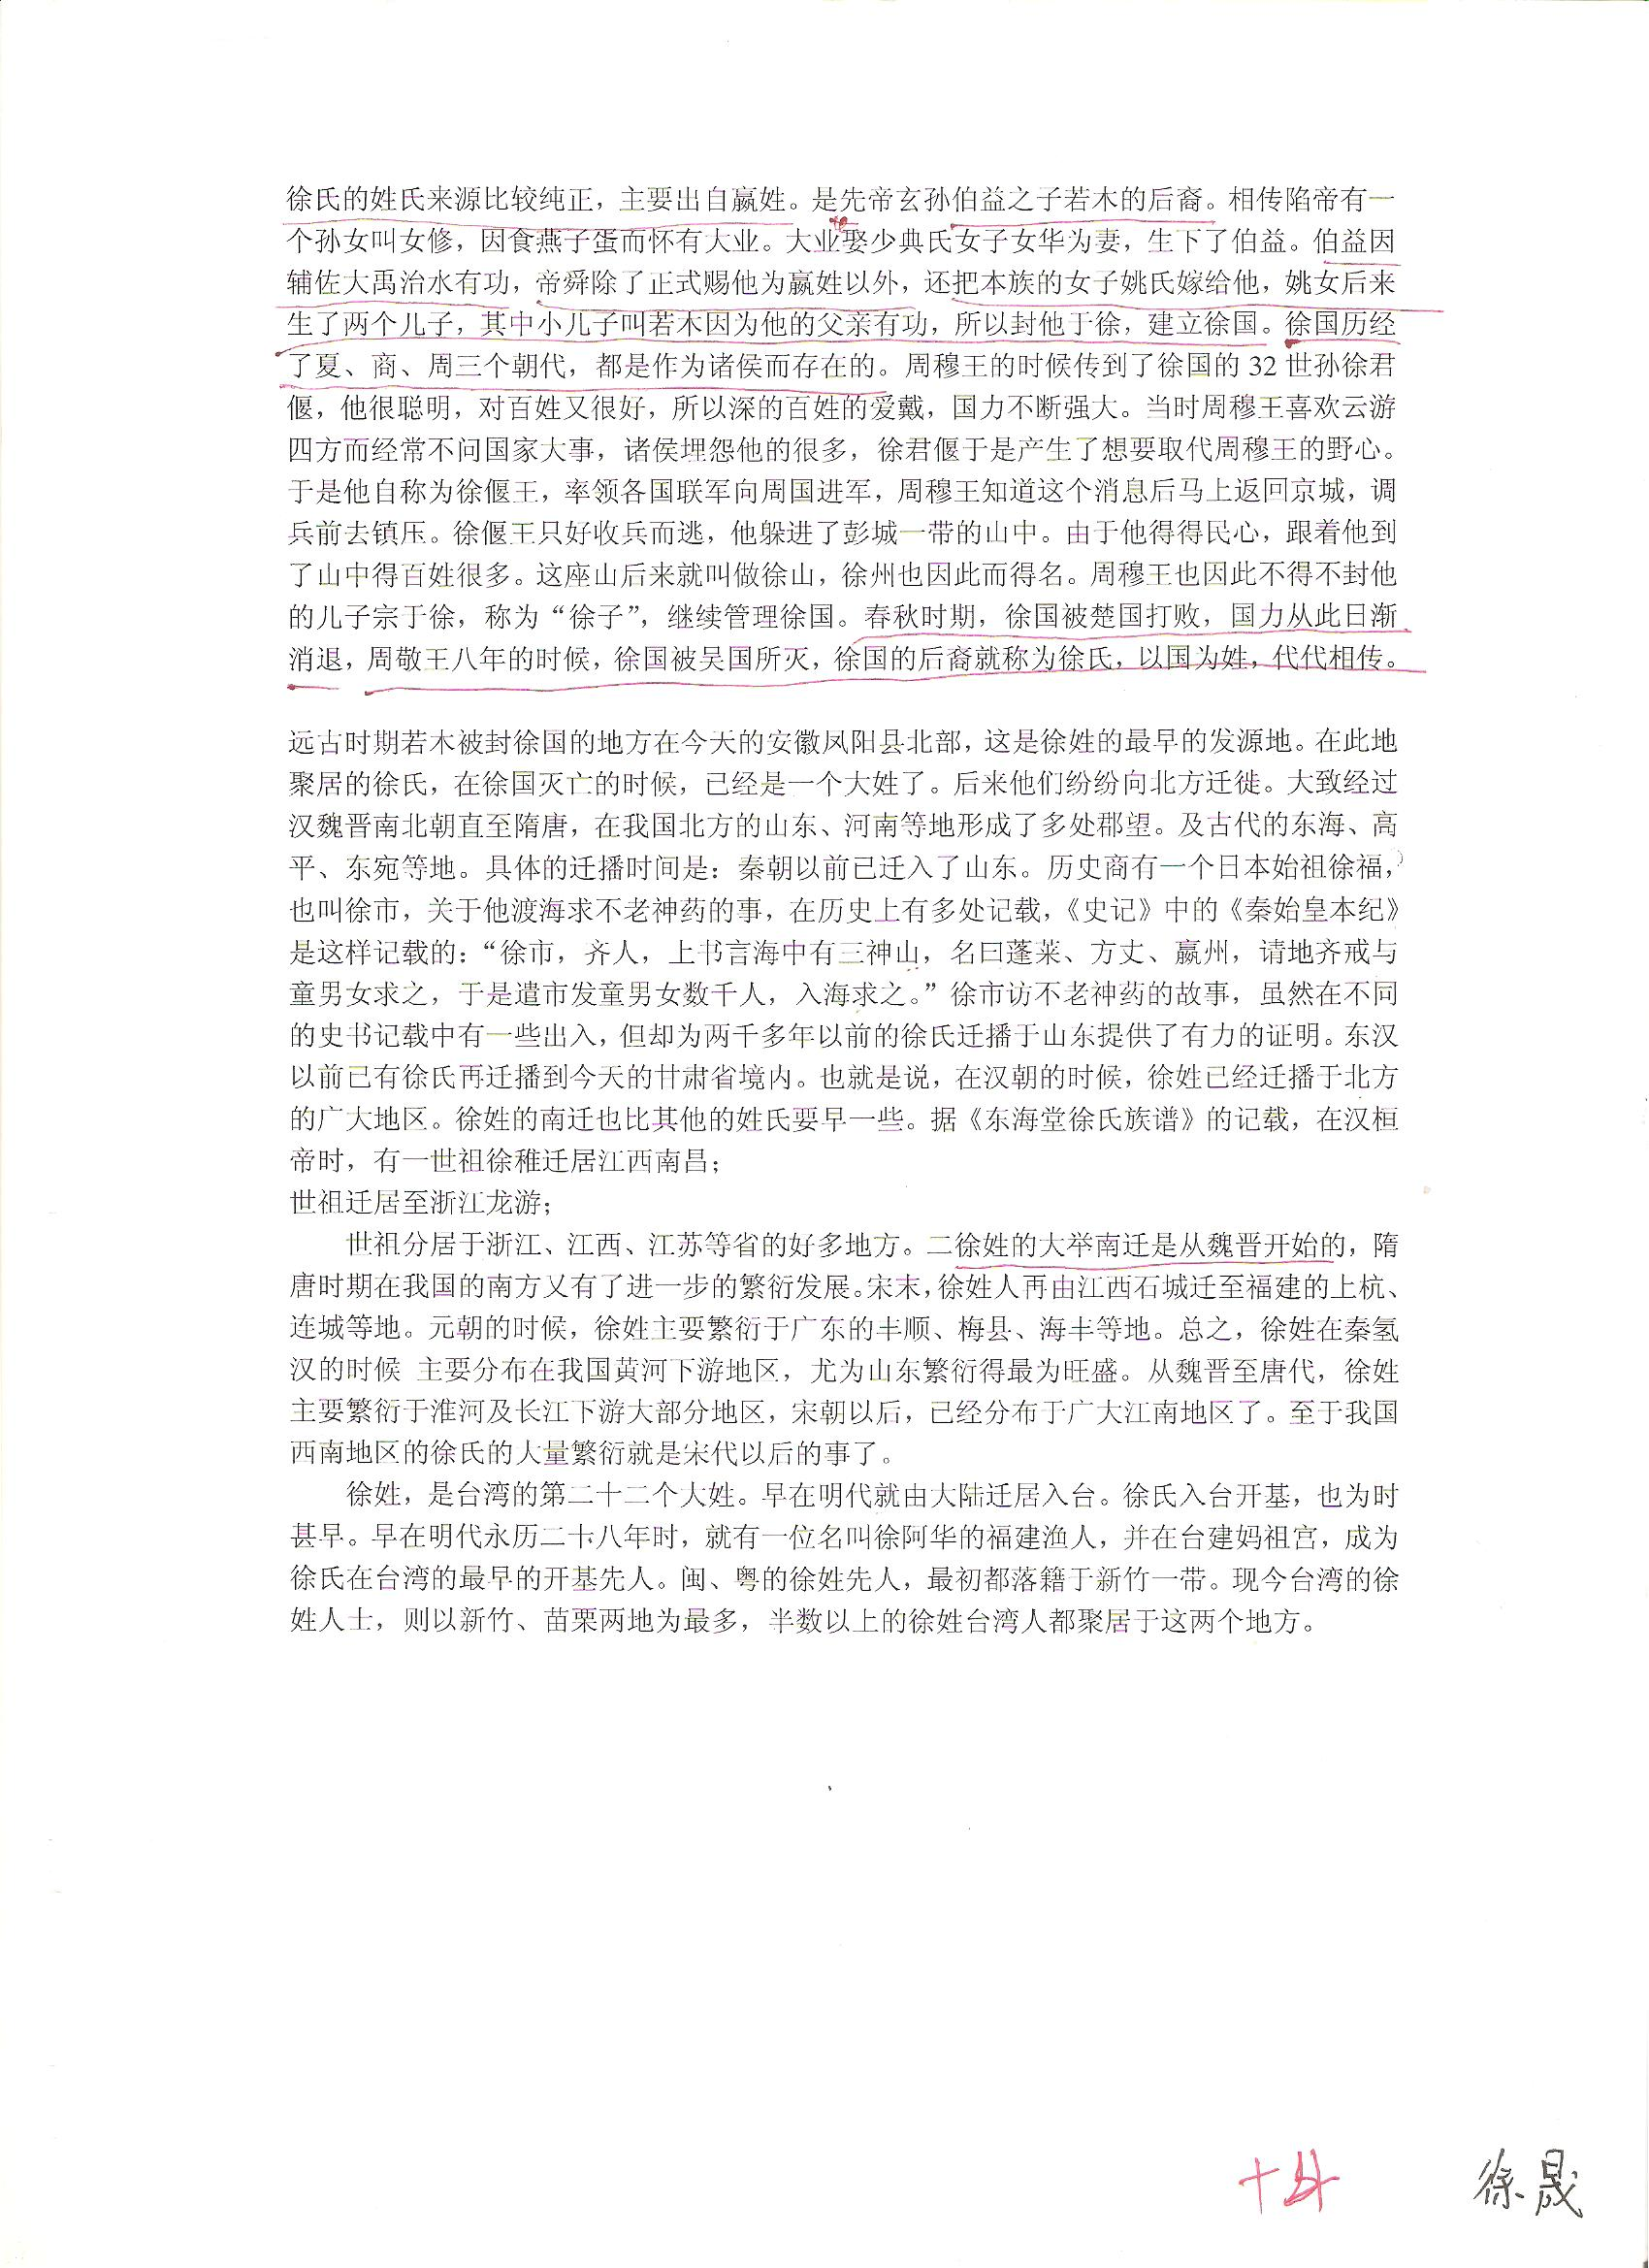 徐氏的姓氏来源比较纯正，主要出自嬴姓。是先帝玄孙伯益之子若木的后裔。相传陷帝有一
个孙女叫女修，因食燕子蛋而怀有大业。大业娶少典氏女子女华为妻，生下了伯益。伯益因
辅佐大禹治水有功，帝舜除了正式赐他为嬴姓以外，还把本族的女子姚氏嫁给他，姚女后来
生了两个儿子，其中小儿子叫若木因为他的父亲有功，所以封他于徐，建立徐国。徐国历经
了夏、商、周三个朝代，都是作为诸侯而存在的。周穆王的时候传到了徐国的 32 世孙徐君
偃，他很聪明，对百姓又很好，所以深的百姓的爱戴，国力不断强大。当时周穆王喜欢云游
四方而经常不问国家大事，诸侯埋怨他的很多，徐君偃于是产生了想要取代周穆王的野心。
于是他自称为徐偃王，率领各国联军向周国进军，周穆王知道这个消息后马上返回京城，调
兵前去镇压。徐偃王只好收兵而逃，他躲进了彭城一带的山中。由于他得得民心，跟着他到
了山中得百姓很多。这座山后来就叫做徐山，徐州也因此而得名。周穆王也因此不得不封他
的儿子宗于徐，称为“徐子”，继续管理徐国。春秋时期，徐国被楚国打败，国力从此日渐
消退，周敬王八年的时候，徐国被吴国所灭，徐国的后裔就称为徐氏，以国为姓，代代相传。
远古时期若木被封徐国的地方在今天的安徽凤阳县北部，这是徐姓的最早的发源地。在此地
聚居的徐氏，在徐国灭亡的时候，已经是一个大姓了。后来他们纷纷向北方迁徙。大致经过
汉魏晋南北朝直至隋唐，在我国北方的山东、河南等地形成了多处郡望。及古代的东海、高
平、东宛等地。具体的迁播时间是：秦朝以前已迁入了山东。历史商有一个日本始祖徐福，
也叫徐市，关于他渡海求不老神药的事，在历史上有多处记载，《史记》中的《秦始皇本纪》
是这样记载的：“徐市，齐人，上书言海中有三神山，名曰蓬莱、方丈、嬴州，请地齐戒与
童男女求之，于是遣市发童男女数千人，入海求之。”徐市访不老神药的故事，虽然在不同
的史书记载中有一些出入，但却为两千多年以前的徐氏迁播于山东提供了有力的证明。东汉
以前已有徐氏再迁播到今天的甘肃省境内。也就是说，在汉朝的时候，徐姓已经迁播于北方
的广大地区。徐姓的南迁也比其他的姓氏要早一些。据《东海堂徐氏族谱》的记载，在汉桓
帝时，有一世祖徐稚迁居江西南昌；
世祖迁居至浙江龙游；
世祖分居于浙江、江西、江苏等省的好多地方。二徐姓的大举南迁是从魏晋开始的，隋
唐时期在我国的南方又有了进一步的繁衍发展。宋末，徐姓人再由江西石城迁至福建的上杭、
连城等地。元朝的时候，徐姓主要繁衍于广东的丰顺、梅县、海丰等地。总之，徐姓在秦氢
汉的时候 主要分布在我国黄河下游地区，尤为山东繁衍得最为旺盛。从魏晋至唐代，徐姓
主要繁衍于淮河及长江下游大部分地区，宋朝以后，已经分布于广大江南地区了。至于我国
西南地区的徐氏的大量繁衍就是宋代以后的事了。
徐姓，是台湾的第二十二个大姓。早在明代就由大陆迁居入台。徐氏入台开基，也为时
甚早。早在明代永历二十八年时，就有一位名叫徐阿华的福建渔人，并在台建妈祖宫，成为
徐氏在台湾的最早的开基先人。闽、粤的徐姓先人，最初都落籍于新竹一带。现今台湾的徐
姓人士，则以新竹、苗栗两地为最多，半数以上的徐姓台湾人都聚居于这两个地方。
徐晟